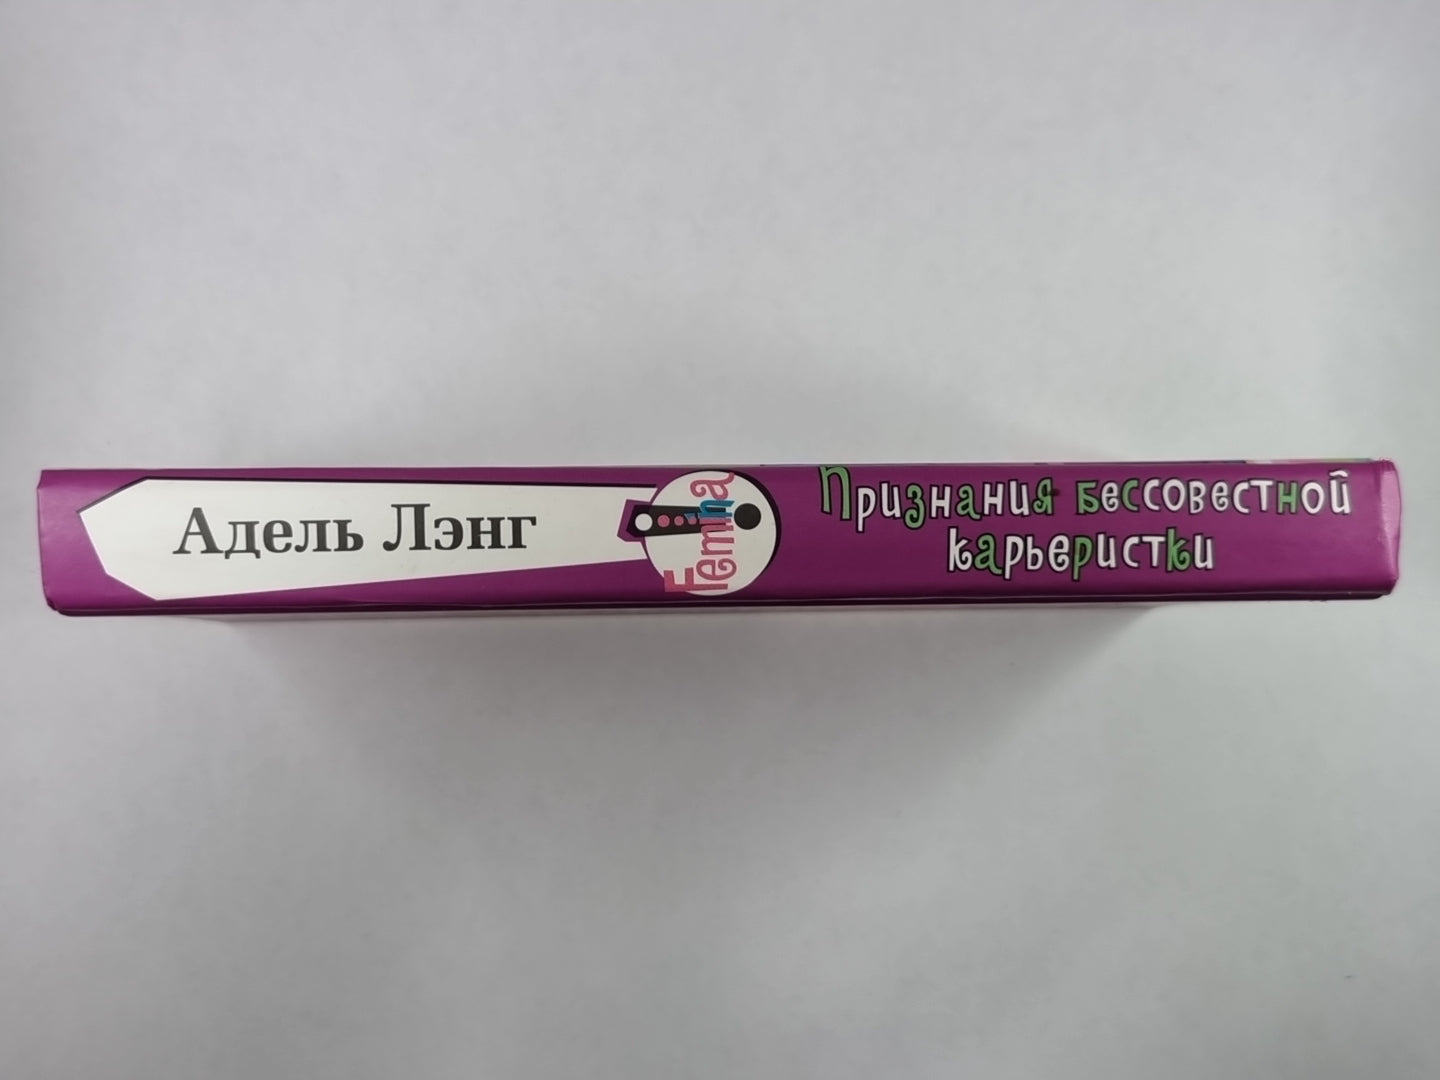 Адель Лэнг
Femina
Признания бессовестной
карьеристки